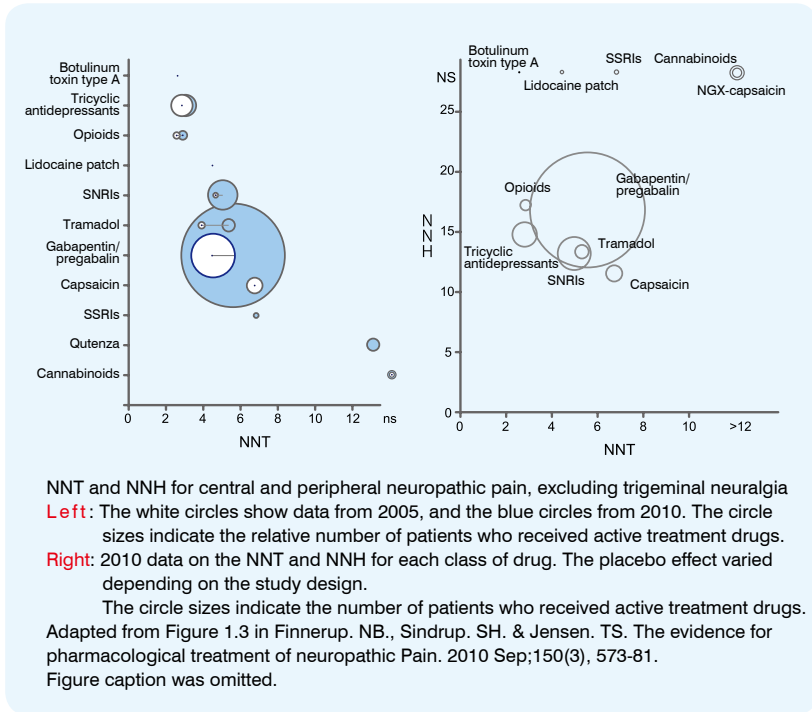 Botulinum
toxin type A
Tricyclic
antidepressants
Opioids
Lidocaine patch
SNRIs
Tramadol
Gabapentin/
pregabalin
Capsaicin
SSRIs
Qutenza
Cannabinoids
0 2 4 6 8 10 12 ns
NNT
Botulinum
toxin type A
SSRIs Cannabinoids
NS
Lidocaine patch NGX-capsaicin
25
20
15
10
5
0
NNH
Opioids
Gabapentin/
pregabalin
Tricyclic
antidepressants
Tramadol
SNRIs
Capsaicin
0 2 4 6 8 10 >12
NNT
NNT and NNH for central and peripheral neuropathic pain, excluding trigeminal neuralgia
Left: The white circles show data from 2005, and the blue circles from 2010. The circle
sizes indicate the relative number of patients who received active treatment drugs.
Right: 2010 data on the NNT and NNH for each class of drug. The placebo effect varied
depending on the study design.
The circle sizes indicate the number of patients who received active treatment drugs.
Adapted from Figure 1.3 in Finnerup. NB., Sindrup. SH. & Jensen. TS. The evidence for
pharmacological treatment of neuropathic Pain. 2010 Sep;150(3), 573-81.
Figure caption was omitted.